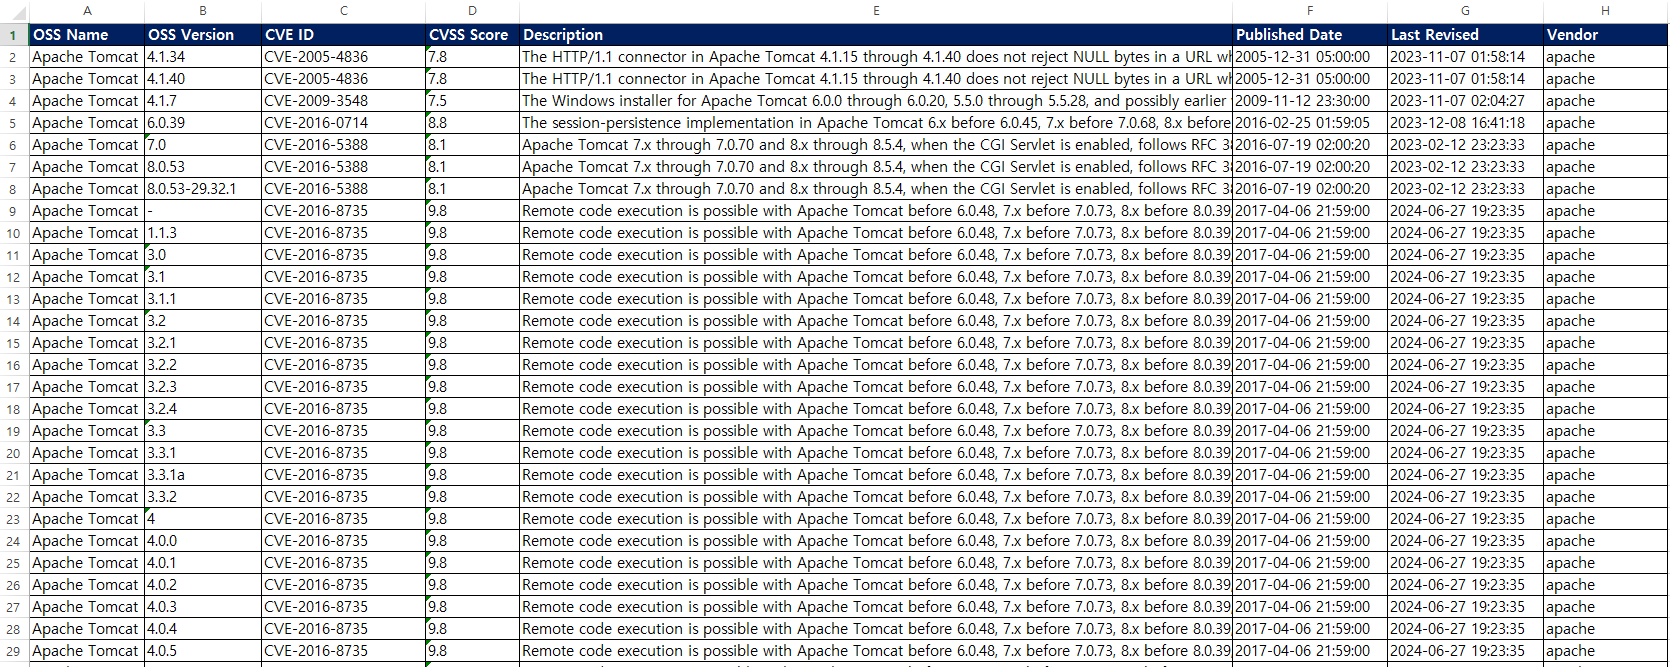 A B C D E F G H
1 OSS Name OSS Version CVE ID CVSS Score Description Published Date Last Revised Vendor
2 Apache Tomcat 4.1.34 CVE-2005-4836 7.8 The HTTP/1.1 connector in Apache Tomcat 4.1.15 through 4.1.40 does not reject NULL bytes in a URL wh 2005-12-31 05:00:00 2023-11-07 01:58:14 apache
3 Apache Tomcat 4.1.40 CVE-2005-4836 7.8 The HTTP/1.1 connector in Apache Tomcat 4.1.15 through 4.1.40 does not reject NULL bytes in a URL wh 2005-12-31 05:00:00 2023-11-07 01:58:14 apache
4 Apache Tomcat 4.1.7 CVE-2009-3548 7.5 The Windows installer for Apache Tomcat 6.0.0 through 6.0.20, 5.5.0 through 5.5.28, and possibly earlier 2009-11-12 23:30:00 2023-11-07 02:04:27 apache
5 Apache Tomcat 6.0.39 CVE-2016-0714 8.8 The session-persistence implementation in Apache Tomcat 6.x before 6.0.45, 7.x before 7.0.68, 8.x before 2016-02-25 01:59:05 2023-12-08 16:41:18 apache
6 Apache Tomcat 7.0 CVE-2016-5388 8.1 Apache Tomcat 7.x through 7.0.70 and 8.x through 8.5.4, when the CGI Servlet is enabled, follows RFC 38 2016-07-19 02:00:20 2023-02-12 23:23:33 apache
7 Apache Tomcat 8.0.53 CVE-2016-5388 8.1 Apache Tomcat 7.x through 7.0.70 and 8.x through 8.5.4, when the CGI Servlet is enabled, follows RFC 38 2016-07-19 02:00:20 2023-02-12 23:23:33 apache
8 Apache Tomcat 8.0.53-29.32.1 CVE-2016-5388 8.1 Apache Tomcat 7.x through 7.0.70 and 8.x through 8.5.4, when the CGI Servlet is enabled, follows RFC 38 2016-07-19 02:00:20 2023-02-12 23:23:33 apache
9 Apache Tomcat - CVE-2016-8735 9.8 Remote code execution is possible with Apache Tomcat before 6.0.48, 7.x before 7.0.73, 8.x before 8.0.39, 2017-04-06 21:59:00 2024-06-27 19:23:35 apache
10 Apache Tomcat 1.1.3 CVE-2016-8735 9.8 Remote code execution is possible with Apache Tomcat before 6.0.48, 7.x before 7.0.73, 8.x before 8.0.39, 2017-04-06 21:59:00 2024-06-27 19:23:35 apache
11 Apache Tomcat 3.0 CVE-2016-8735 9.8 Remote code execution is possible with Apache Tomcat before 6.0.48, 7.x before 7.0.73, 8.x before 8.0.39, 2017-04-06 21:59:00 2024-06-27 19:23:35 apache
12 Apache Tomcat 3.1 CVE-2016-8735 9.8 Remote code execution is possible with Apache Tomcat before 6.0.48, 7.x before 7.0.73, 8.x before 8.0.39, 2017-04-06 21:59:00 2024-06-27 19:23:35 apache
13 Apache Tomcat 3.1.1 CVE-2016-8735 9.8 Remote code execution is possible with Apache Tomcat before 6.0.48, 7.x before 7.0.73, 8.x before 8.0.39, 2017-04-06 21:59:00 2024-06-27 19:23:35 apache
14 Apache Tomcat 3.2 CVE-2016-8735 9.8 Remote code execution is possible with Apache Tomcat before 6.0.48, 7.x before 7.0.73, 8.x before 8.0.39, 2017-04-06 21:59:00 2024-06-27 19:23:35 apache
15 Apache Tomcat 3.2.1 CVE-2016-8735 9.8 Remote code execution is possible with Apache Tomcat before 6.0.48, 7.x before 7.0.73, 8.x before 8.0.39, 2017-04-06 21:59:00 2024-06-27 19:23:35 apache
16 Apache Tomcat 3.2.2 CVE-2016-8735 9.8 Remote code execution is possible with Apache Tomcat before 6.0.48, 7.x before 7.0.73, 8.x before 8.0.39, 2017-04-06 21:59:00 2024-06-27 19:23:35 apache
17 Apache Tomcat 3.2.3 CVE-2016-8735 9.8 Remote code execution is possible with Apache Tomcat before 6.0.48, 7.x before 7.0.73, 8.x before 8.0.39, 2017-04-06 21:59:00 2024-06-27 19:23:35 apache
18 Apache Tomcat 3.2.4 CVE-2016-8735 9.8 Remote code execution is possible with Apache Tomcat before 6.0.48, 7.x before 7.0.73, 8.x before 8.0.39, 2017-04-06 21:59:00 2024-06-27 19:23:35 apache
19 Apache Tomcat 3.3 CVE-2016-8735 9.8 Remote code execution is possible with Apache Tomcat before 6.0.48, 7.x before 7.0.73, 8.x before 8.0.39, 2017-04-06 21:59:00 2024-06-27 19:23:35 apache
20 Apache Tomcat 3.3.1 CVE-2016-8735 9.8 Remote code execution is possible with Apache Tomcat before 6.0.48, 7.x before 7.0.73, 8.x before 8.0.39, 2017-04-06 21:59:00 2024-06-27 19:23:35 apache
21 Apache Tomcat 3.3.1a CVE-2016-8735 9.8 Remote code execution is possible with Apache Tomcat before 6.0.48, 7.x before 7.0.73, 8.x before 8.0.39, 2017-04-06 21:59:00 2024-06-27 19:23:35 apache
22 Apache Tomcat 3.3.2 CVE-2016-8735 9.8 Remote code execution is possible with Apache Tomcat before 6.0.48, 7.x before 7.0.73, 8.x before 8.0.39, 2017-04-06 21:59:00 2024-06-27 19:23:35 apache
23 Apache Tomcat 4 CVE-2016-8735 9.8 Remote code execution is possible with Apache Tomcat before 6.0.48, 7.x before 7.0.73, 8.x before 8.0.39, 2017-04-06 21:59:00 2024-06-27 19:23:35 apache
24 Apache Tomcat 4.0.0 CVE-2016-8735 9.8 Remote code execution is possible with Apache Tomcat before 6.0.48, 7.x before 7.0.73, 8.x before 8.0.39, 2017-04-06 21:59:00 2024-06-27 19:23:35 apache
25 Apache Tomcat 4.0.1 CVE-2016-8735 9.8 Remote code execution is possible with Apache Tomcat before 6.0.48, 7.x before 7.0.73, 8.x before 8.0.39, 2017-04-06 21:59:00 2024-06-27 19:23:35 apache
26 Apache Tomcat 4.0.2 CVE-2016-8735 9.8 Remote code execution is possible with Apache Tomcat before 6.0.48, 7.x before 7.0.73, 8.x before 8.0.39, 2017-04-06 21:59:00 2024-06-27 19:23:35 apache
27 Apache Tomcat 4.0.3 CVE-2016-8735 9.8 Remote code execution is possible with Apache Tomcat before 6.0.48, 7.x before 7.0.73, 8.x before 8.0.39, 2017-04-06 21:59:00 2024-06-27 19:23:35 apache
28 Apache Tomcat 4.0.4 CVE-2016-8735 9.8 Remote code execution is possible with Apache Tomcat before 6.0.48, 7.x before 7.0.73, 8.x before 8.0.39, 2017-04-06 21:59:00 2024-06-27 19:23:35 apache
29 Apache Tomcat 4.0.5 CVE-2016-8735 9.8 Remote code execution is possible with Apache Tomcat before 6.0.48, 7.x before 7.0.73, 8.x before 8.0.39, 2017-04-06 21:59:00 2024-06-27 19:23:35 apache